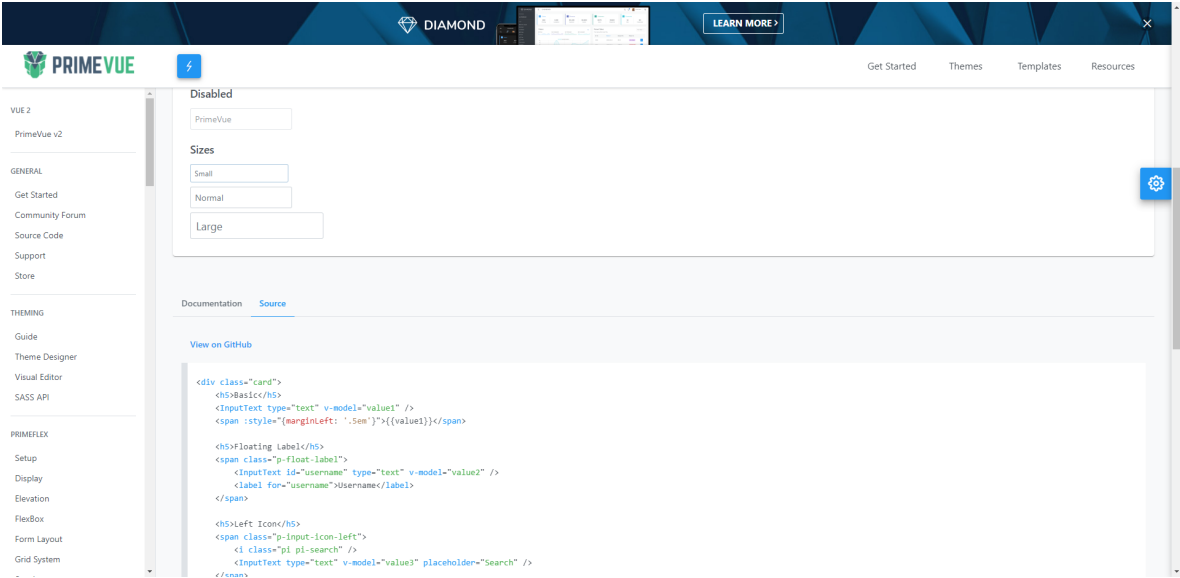 DIAMOND
LEARN MORE >
PRIMEVUE
Get Started
Themes
Templates
Resources
VUE 2
PrimeVue v2
GENERAL
Get Started
Community Forum
Source Code
Support
Store
THEMING
Guide
Theme Designer
Visual Editor
SASS API
PRIMEFLEX
Setup
Display
Elevation
FlexBox
Form Layout
Grid System
Disabled
PrimeVue
Sizes
Small
Normal
Large
Documentation
Source
View on GitHub
<div class="card">
<h5>Basic</h5>
<InputText type="text" v-model="value1" />
<span :style="{marginLeft: '.5em'}">{{value1}}</span>
<h5>Floating Label</h5>
<span class="p-float-label">
<InputText id="username" type="text" v-model="value2" />
<label for="username">Username</label>
</span>
<h5>Left Icon</h5>
<span class="p-input-icon-left">
<i class="pi pi-search" />
<InputText type="text" v-model="value3" placeholder="Search" />
</span>